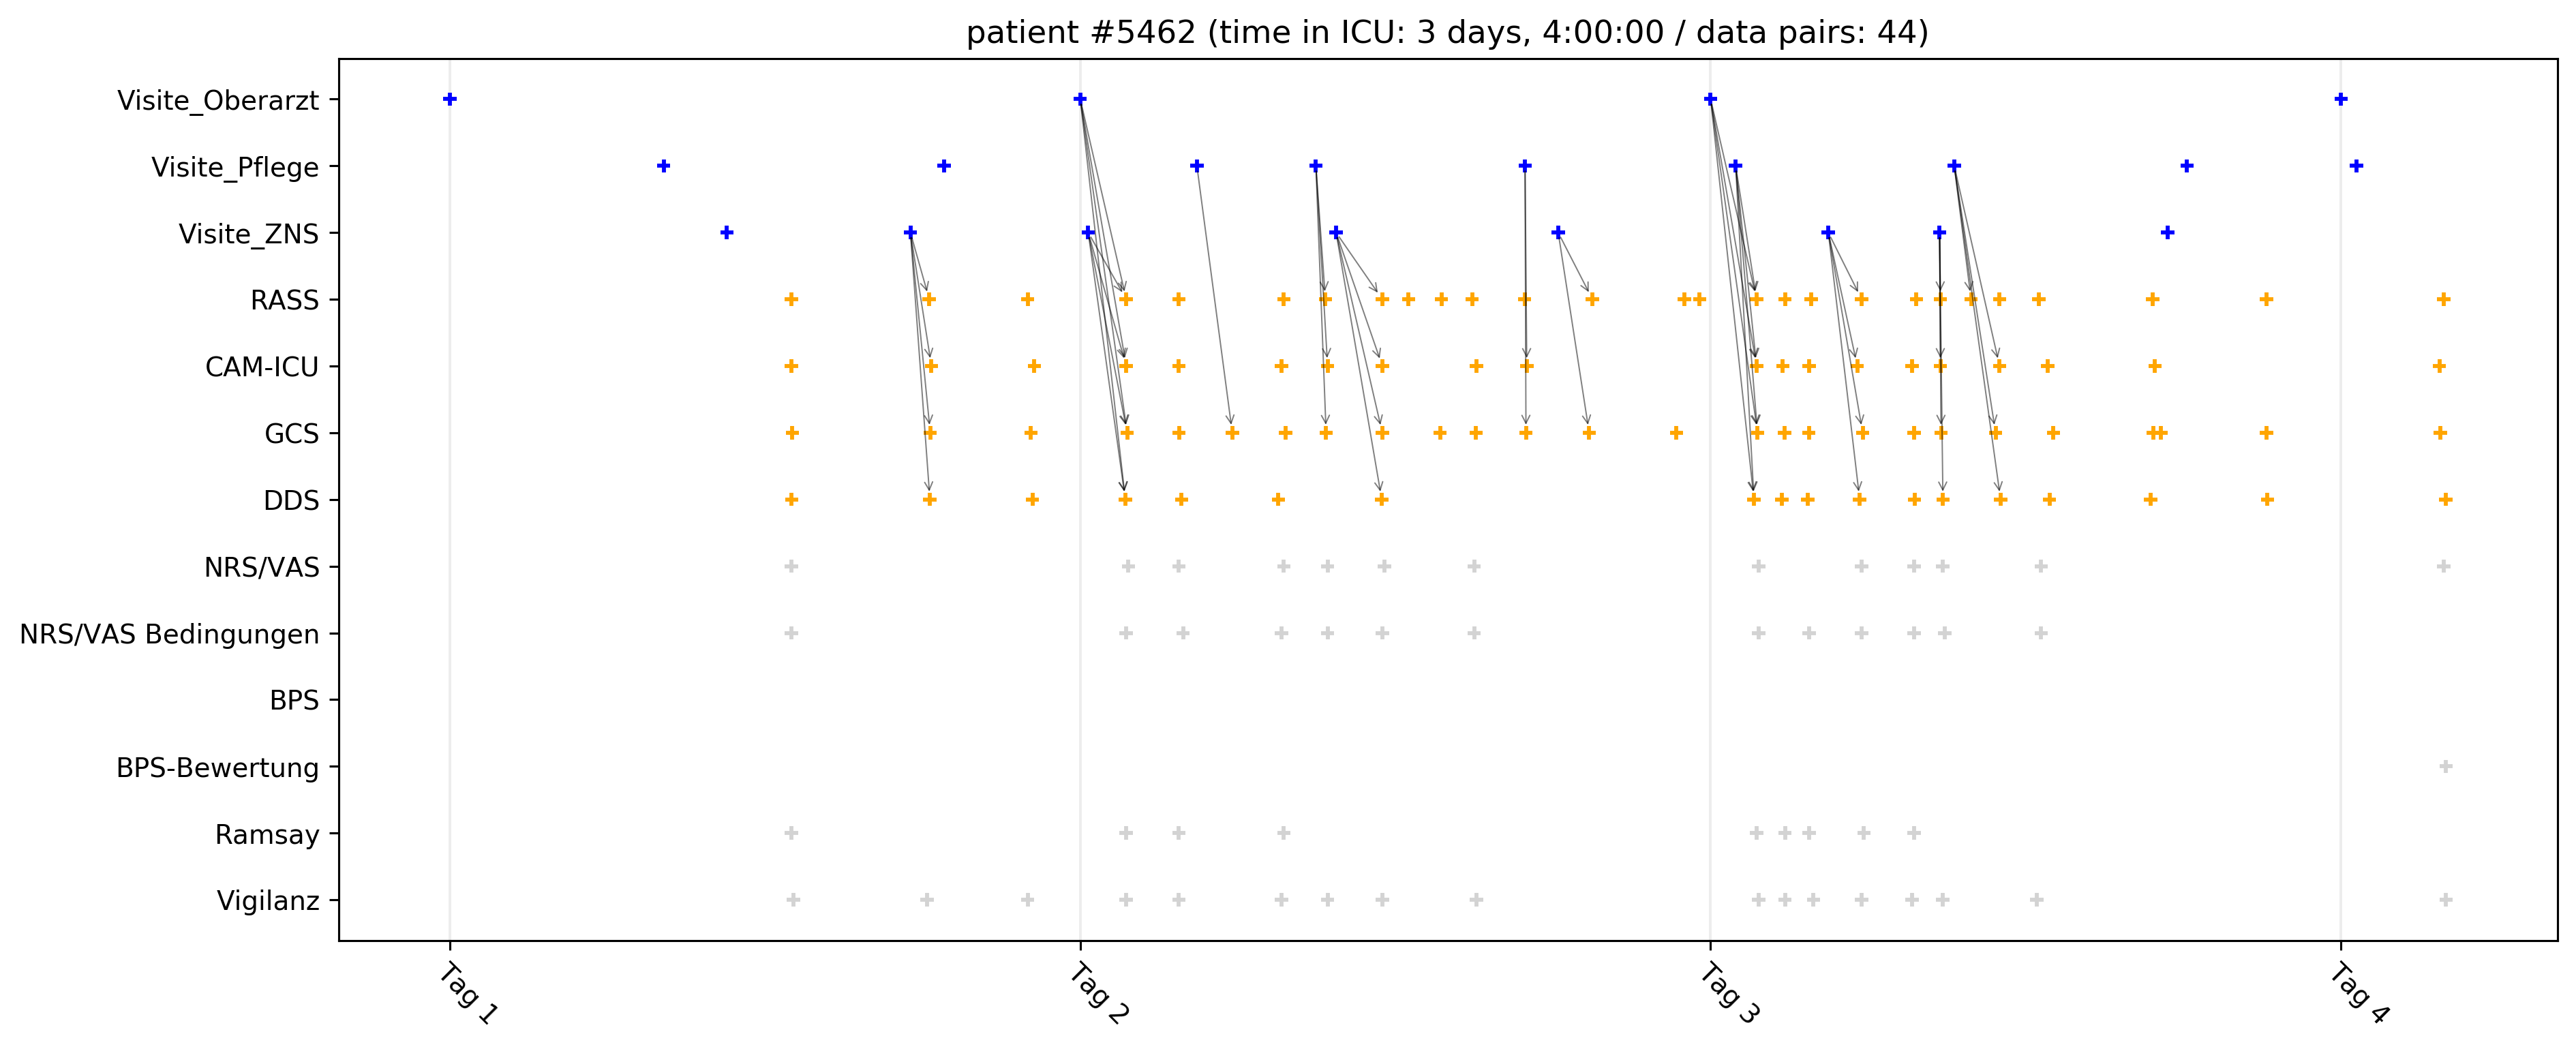 patient #5462 (time in ICU: 3 days, 4:00:00 / data pairs: 44)
Visite_Oberarzt
Visite_Pflege
Visite_ZNS
RASS
CAM-ICU
GCS
DDS
NRS/VAS
NRS/VAS Bedingungen
BPS
BPS-Bewertung
Ramsay
Vigilanz
Tag 1
Tag 2
Tag 3
Tag 4